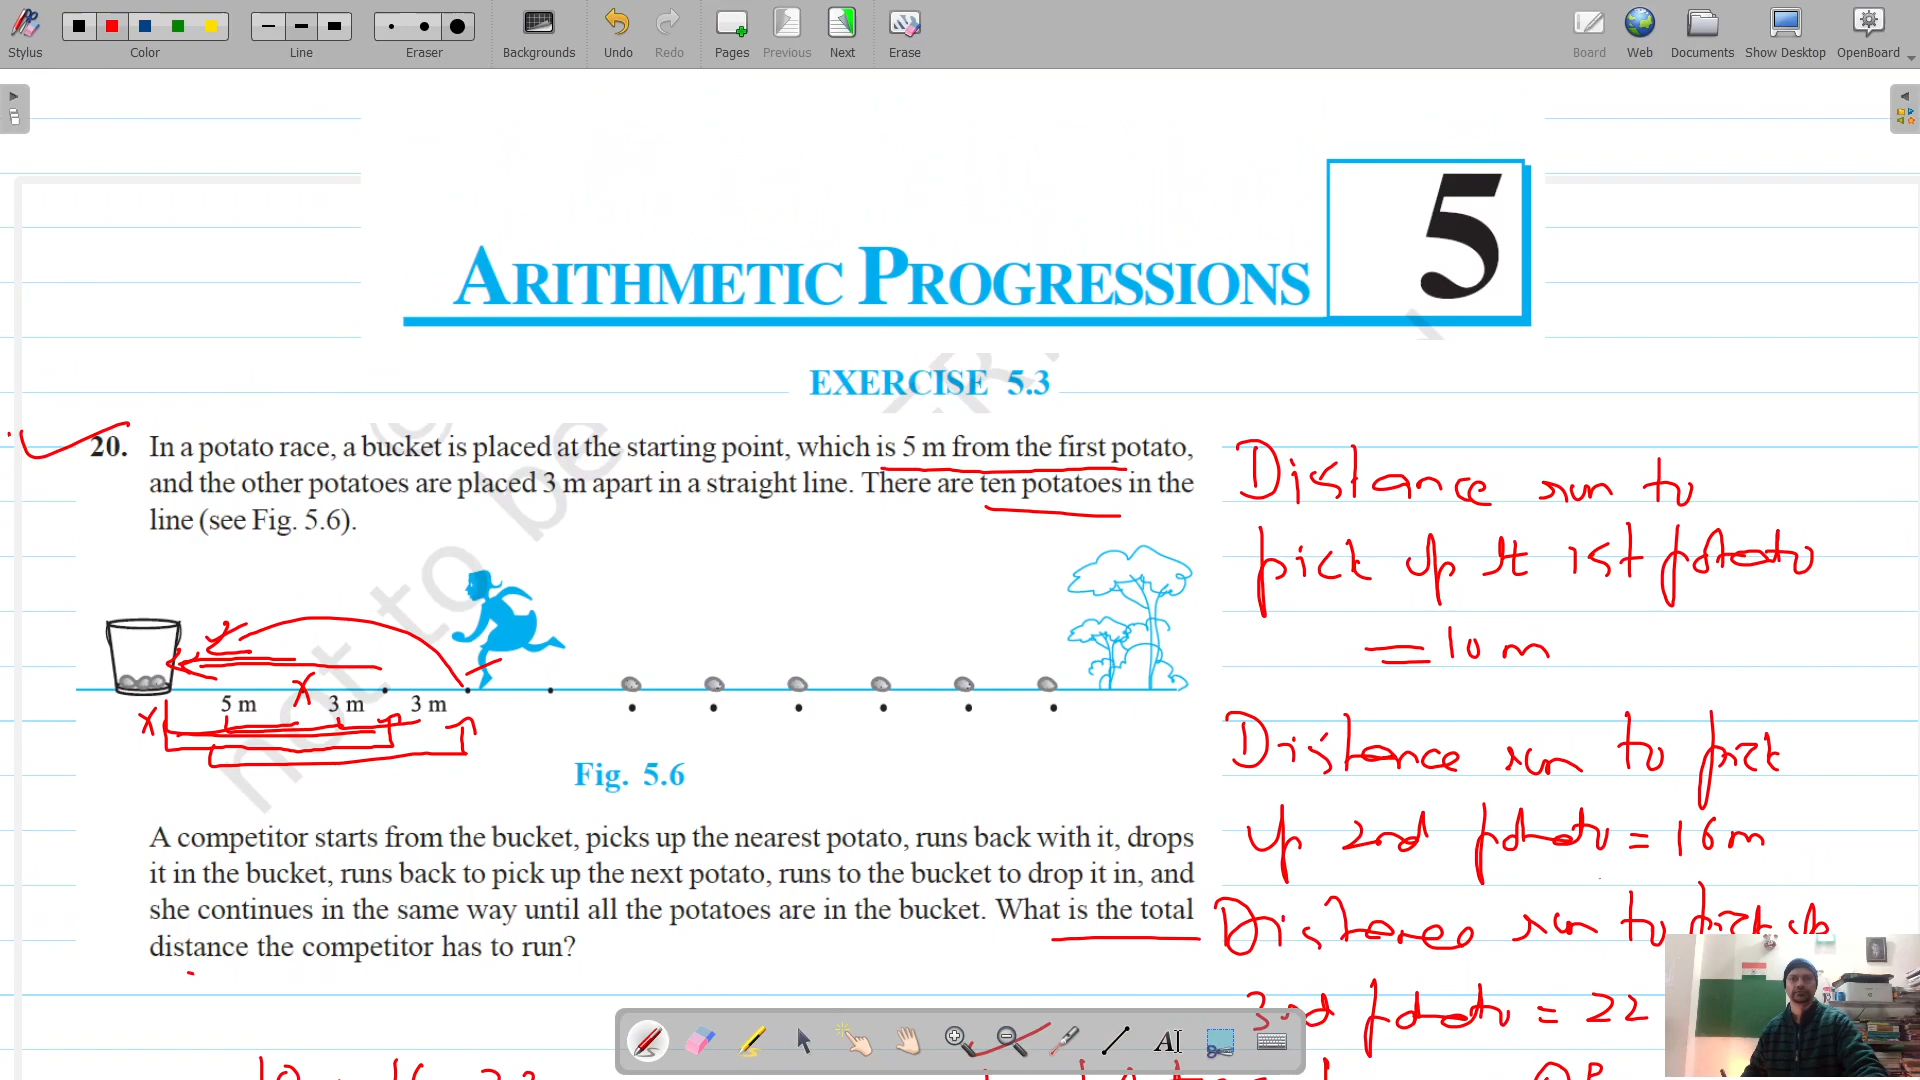 Stylus
Color
Line
Eraser
Backgrounds
Undo
Redo
Pages
Previous
Next
Erase
Board
Web
Documents
Show Desktop
OpenBoard
5
ARITHMETIC PROGRESSIONS
EXERCISE 5.3
20. In a potato race, a bucket is placed at the starting point, which is 5 m from the first potato,
and the other potatoes are placed 3 m apart in a straight line. There are ten potatoes in the
line (see Fig. 5.6).
not to be
5 m 3 m 3 m
Fig. 5.6
A competitor starts from the bucket, picks up the nearest potato, runs back with it, drops
it in the bucket, runs back to pick up the next potato, runs to the bucket to drop it in, and
she continues in the same way until all the potatoes are in the bucket. What is the total
distance the competitor has to run?
Distance run to
pick up 1st potato
= 10 m
Distance run to pick
up 2nd potato = 16 m
Distance run to pick up
3rd potato = 22